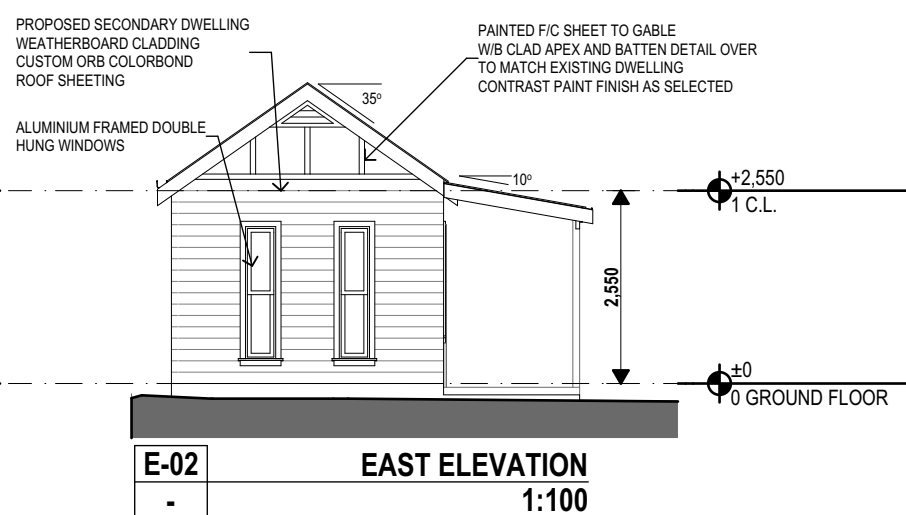 PROPOSED SECONDARY DWELLING
WEATHERBOARD CLADDING
CUSTOM ORB COLORBOND
ROOF SHEETING
PAINTED F/C SHEET TO GABLE
W/B CLAD APEX AND BATTEN DETAIL OVER
TO MATCH EXISTING DWELLING
CONTRAST PAINT FINISH AS SELECTED
35º
ALUMINIUM FRAMED DOUBLE
HUNG WINDOWS
10º
+2,550
1 C.L.
2,550
±0
0 GROUND FLOOR
E-02
EAST ELEVATION
-
1:100